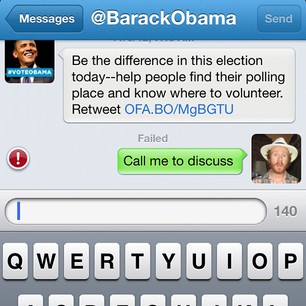 Messages
@BarackObama
Send
#VOTEOBAMA
Be the difference in this election
today--help people find their polling
place and know where to volunteer.
Retweet OFA.BO/MgBGTU
Failed
Call me to discuss
140
Q W E R T Y U I O P